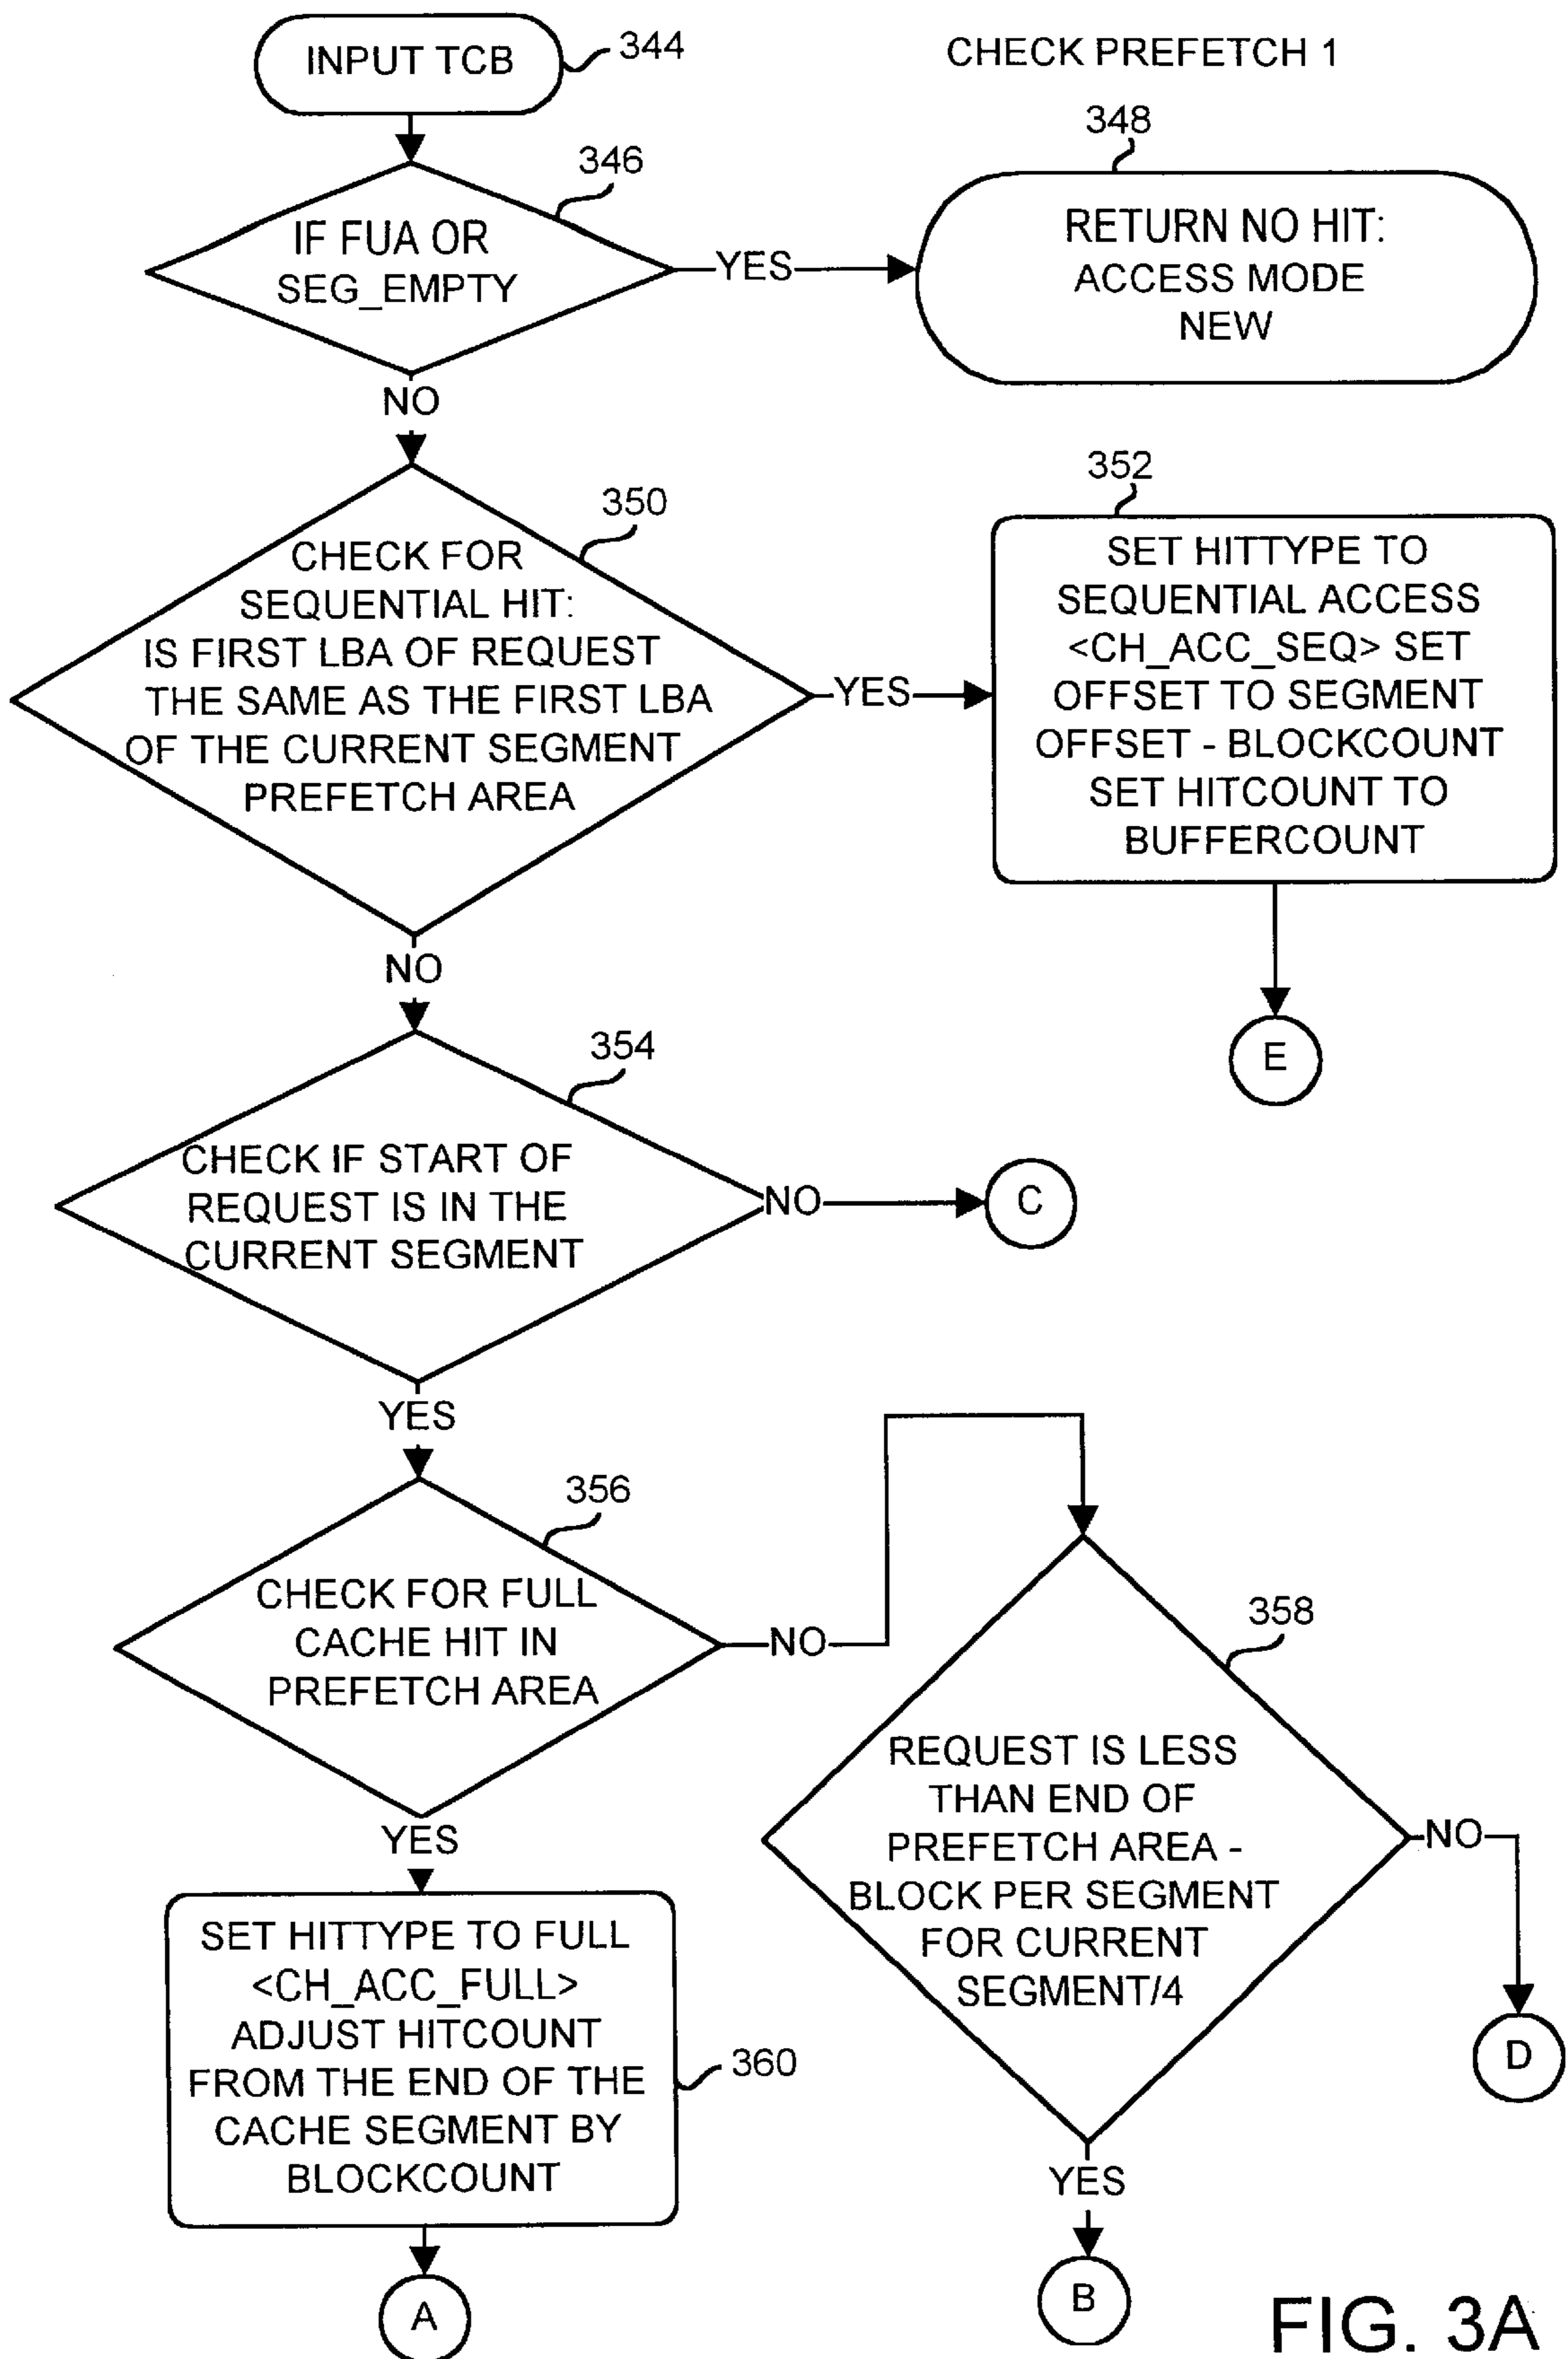 INPUT TCB
344
CHECK PREFETCH 1
346
IF FUA OR
SEG_EMPTY
YES
348
RETURN NO HIT:
ACCESS MODE
NEW
NO
350
CHECK FOR
SEQUENTIAL HIT:
IS FIRST LBA OF REQUEST
THE SAME AS THE FIRST LBA
OF THE CURRENT SEGMENT
PREFETCH AREA
YES
352
SET HITTYPE TO
SEQUENTIAL ACCESS
<CH_ACC_SEQ> SET
OFFSET TO SEGMENT
OFFSET - BLOCKCOUNT
SET HITCOUNT TO
BUFFERCOUNT
E
NO
354
CHECK IF START OF
REQUEST IS IN THE
CURRENT SEGMENT
NO
C
YES
356
CHECK FOR FULL
CACHE HIT IN
PREFETCH AREA
NO
358
REQUEST IS LESS
THAN END OF
PREFETCH AREA -
BLOCK PER SEGMENT
FOR CURRENT
SEGMENT/4
NO
D
YES
B
YES
SET HITTYPE TO FULL
<CH_ACC_FULL>
ADJUST HITCOUNT
FROM THE END OF THE
CACHE SEGMENT BY
BLOCKCOUNT
360
A
FIG. 3A